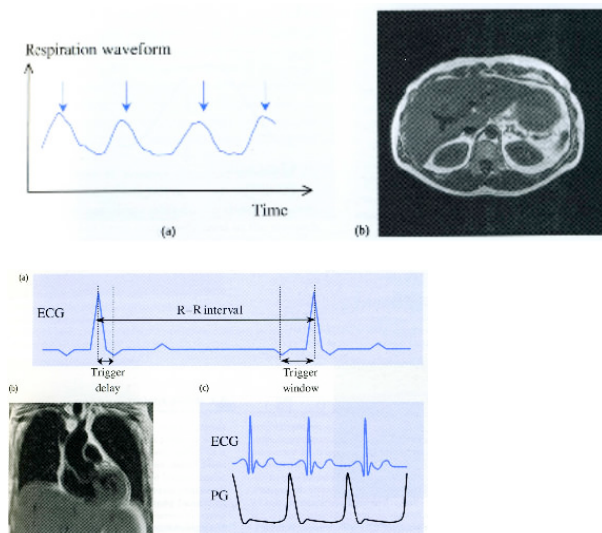 Respiration waveform
Time
(a)
(b)
(a)
ECG
R–R interval
Trigger
delay
Trigger
window
(c)
ECG
PG